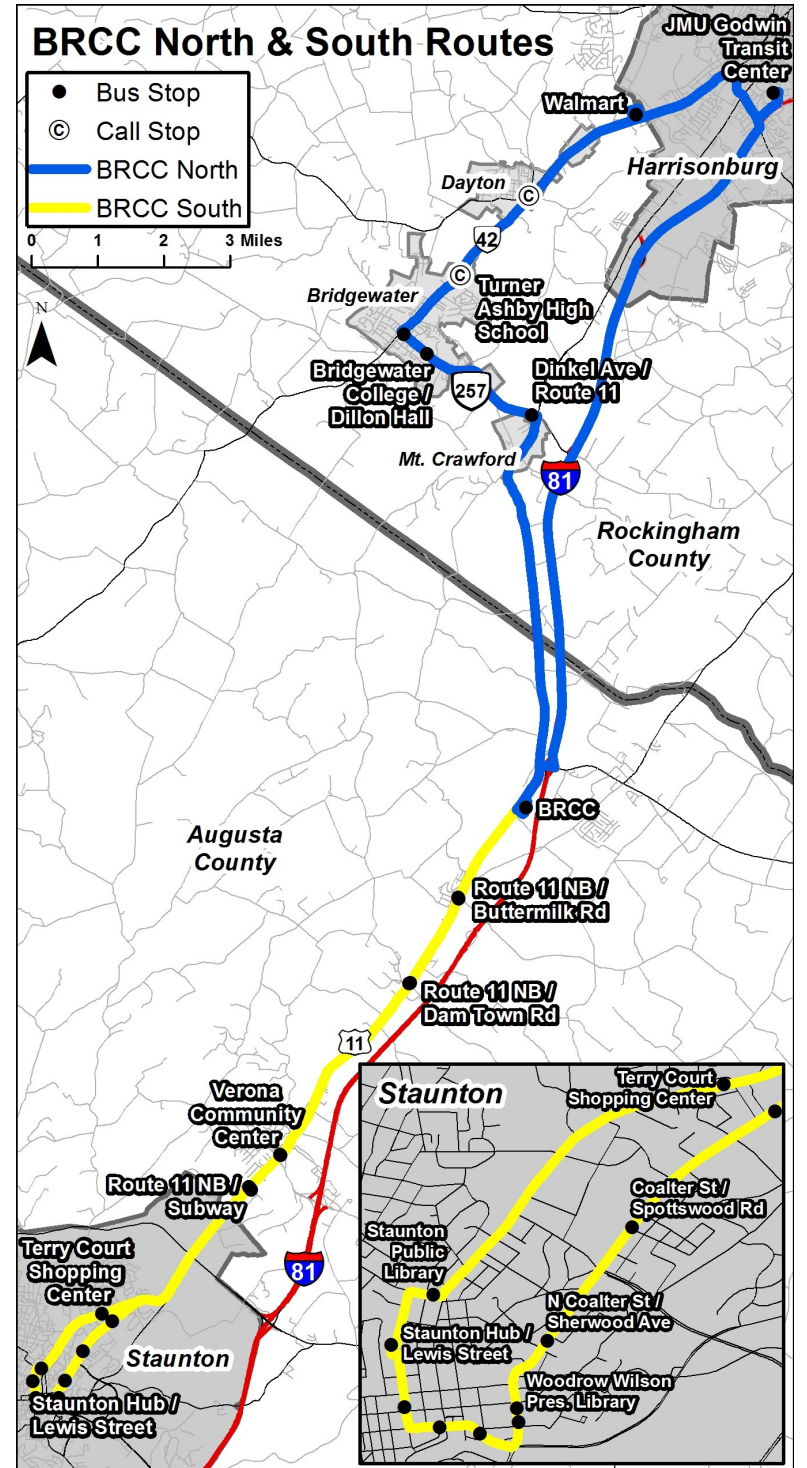 BRCC North & South Routes
Bus Stop
© Call Stop
BRCC North
BRCC South
0 1 2 3 Miles
N
JMU Godwin
Transit
Center
Walmart
Harrisonburg
Dayton
©
42
©
Turner
Ashby High
School
Bridgewater
Bridgewater
College /
Dillon Hall
257
Dinkel Ave /
Route 11
Mt. Crawford
81
Rockingham
County
BRCC
Augusta
County
Route 11 NB /
Buttermilk Rd
Route 11 NB /
Dam Town Rd
11
Verona
Community
Center
Route 11 NB /
Subway
Terry Court
Shopping
Center
81
Staunton
Staunton Hub /
Lewis Street
Staunton
Terry Court
Shopping Center
Coalter St /
Spottswood Rd
Staunton
Public
Library
N Coalter St /
Sherwood Ave
Staunton Hub /
Lewis Street
Woodrow Wilson
Pres. Library